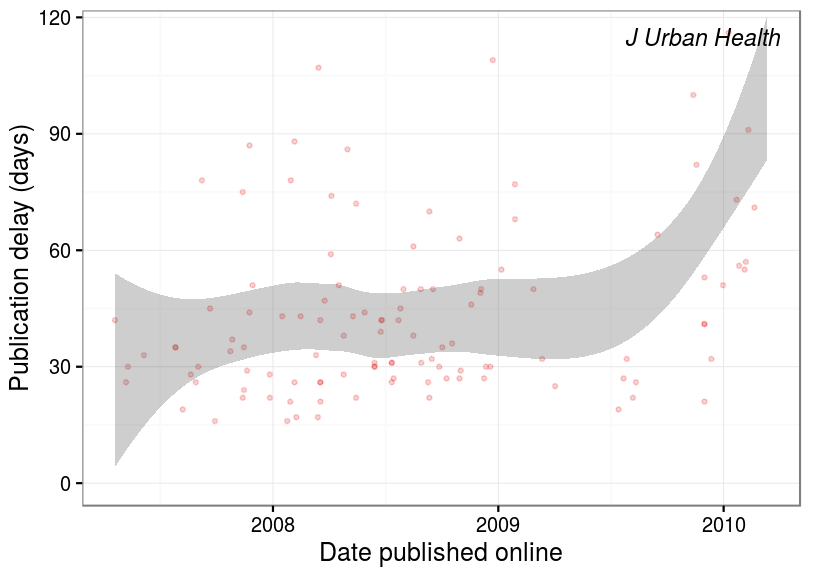 120
J Urban Health
90
60
30
0
Publication delay (days)
2008
2009
2010
Date published online